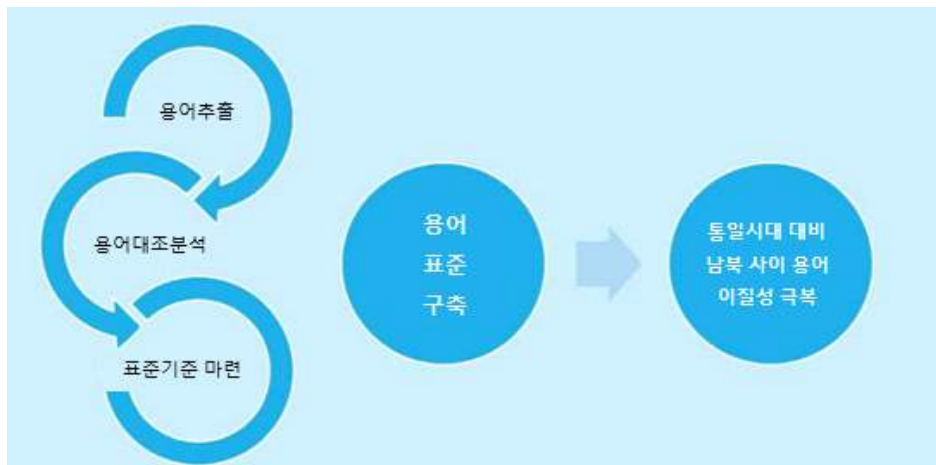 용어추출
용어대조분석
표준기준 마련
용어
표준
구축
통일시대 대비
남북 사이 용어
이질성 극복